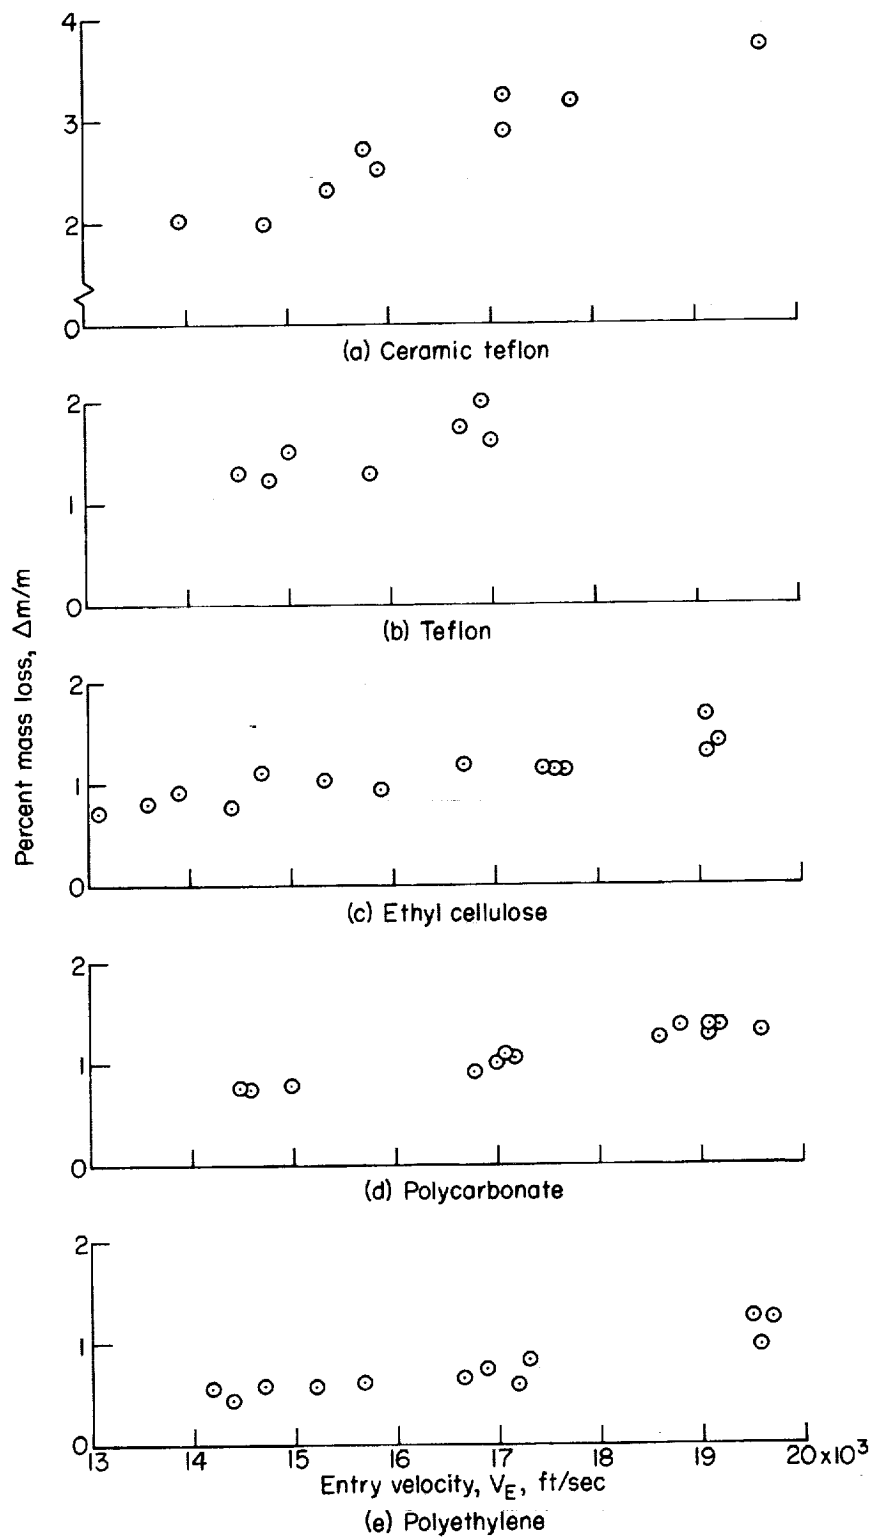 4
3
2
0
(a) Ceramic teflon
2
1
0
(b) Teflon
Percent mass loss, Δm/m
2
1
0
(c) Ethyl cellulose
2
1
0
(d) Polycarbonate
2
1
0
13 14 15 16 17 18 19 20x10³
Entry velocity, V_E, ft/sec
(e) Polyethylene